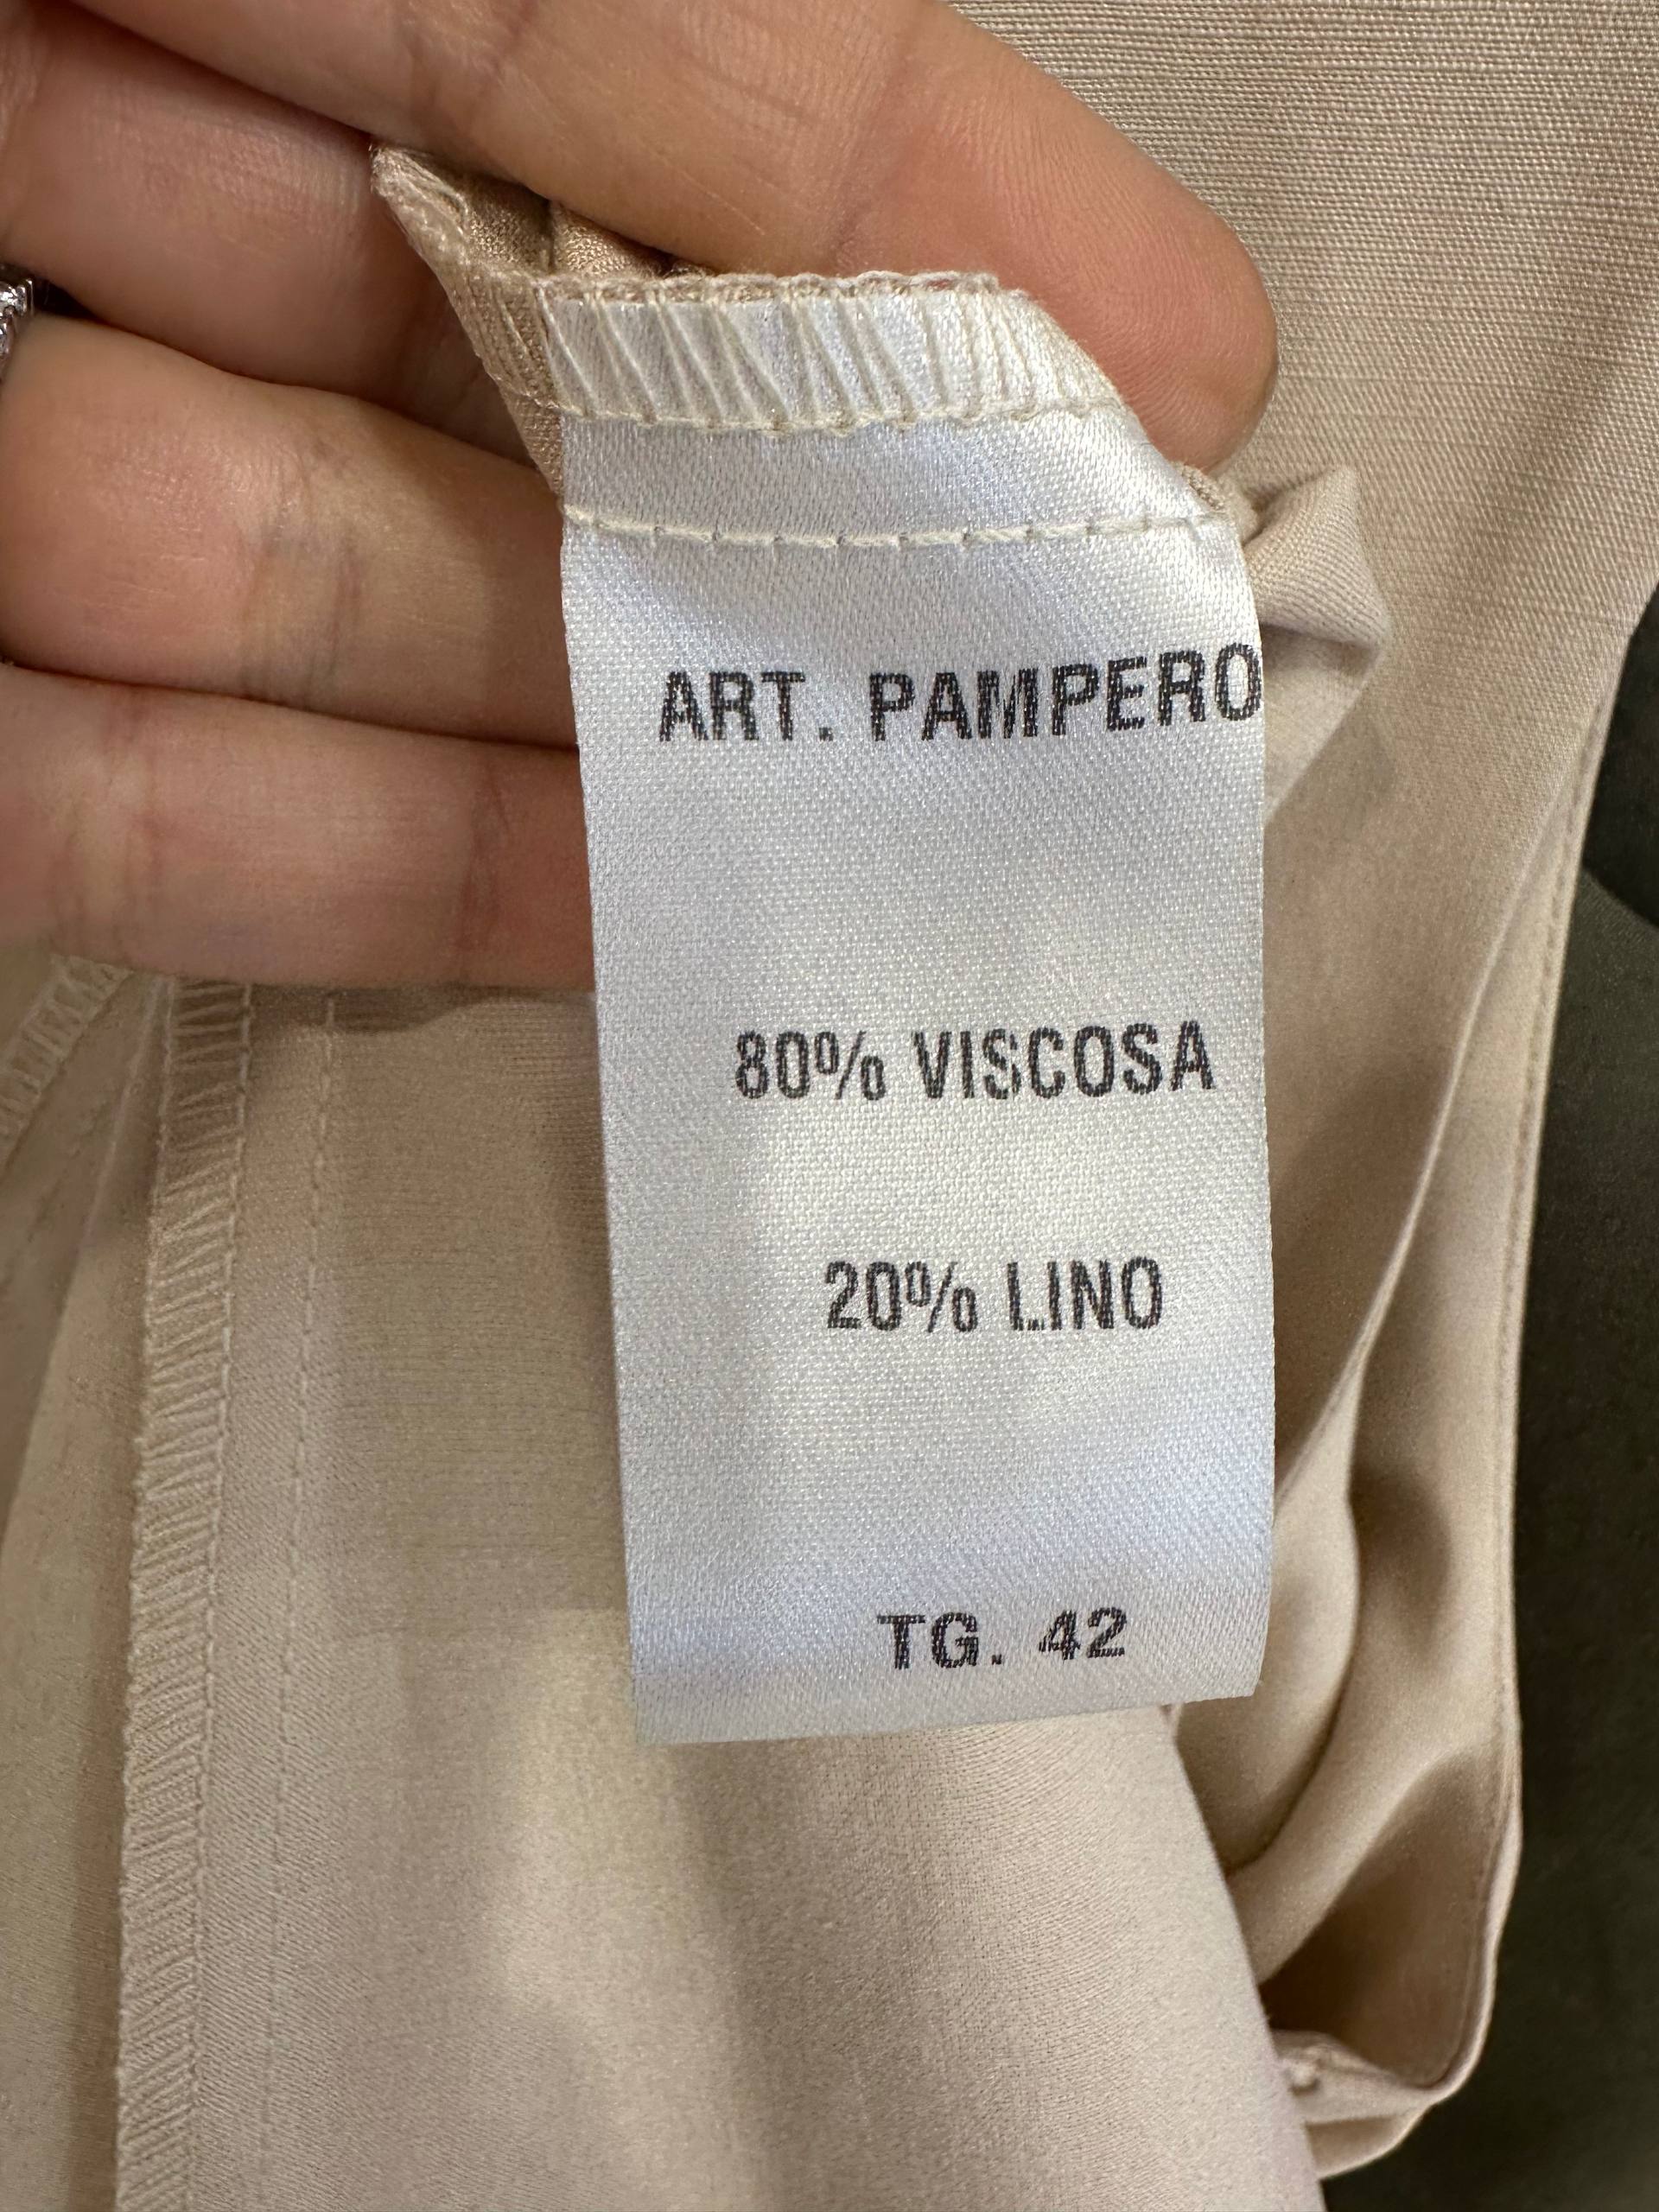 ART. PAMPERO
80% VISCOSA
20% LINO
TG. 42